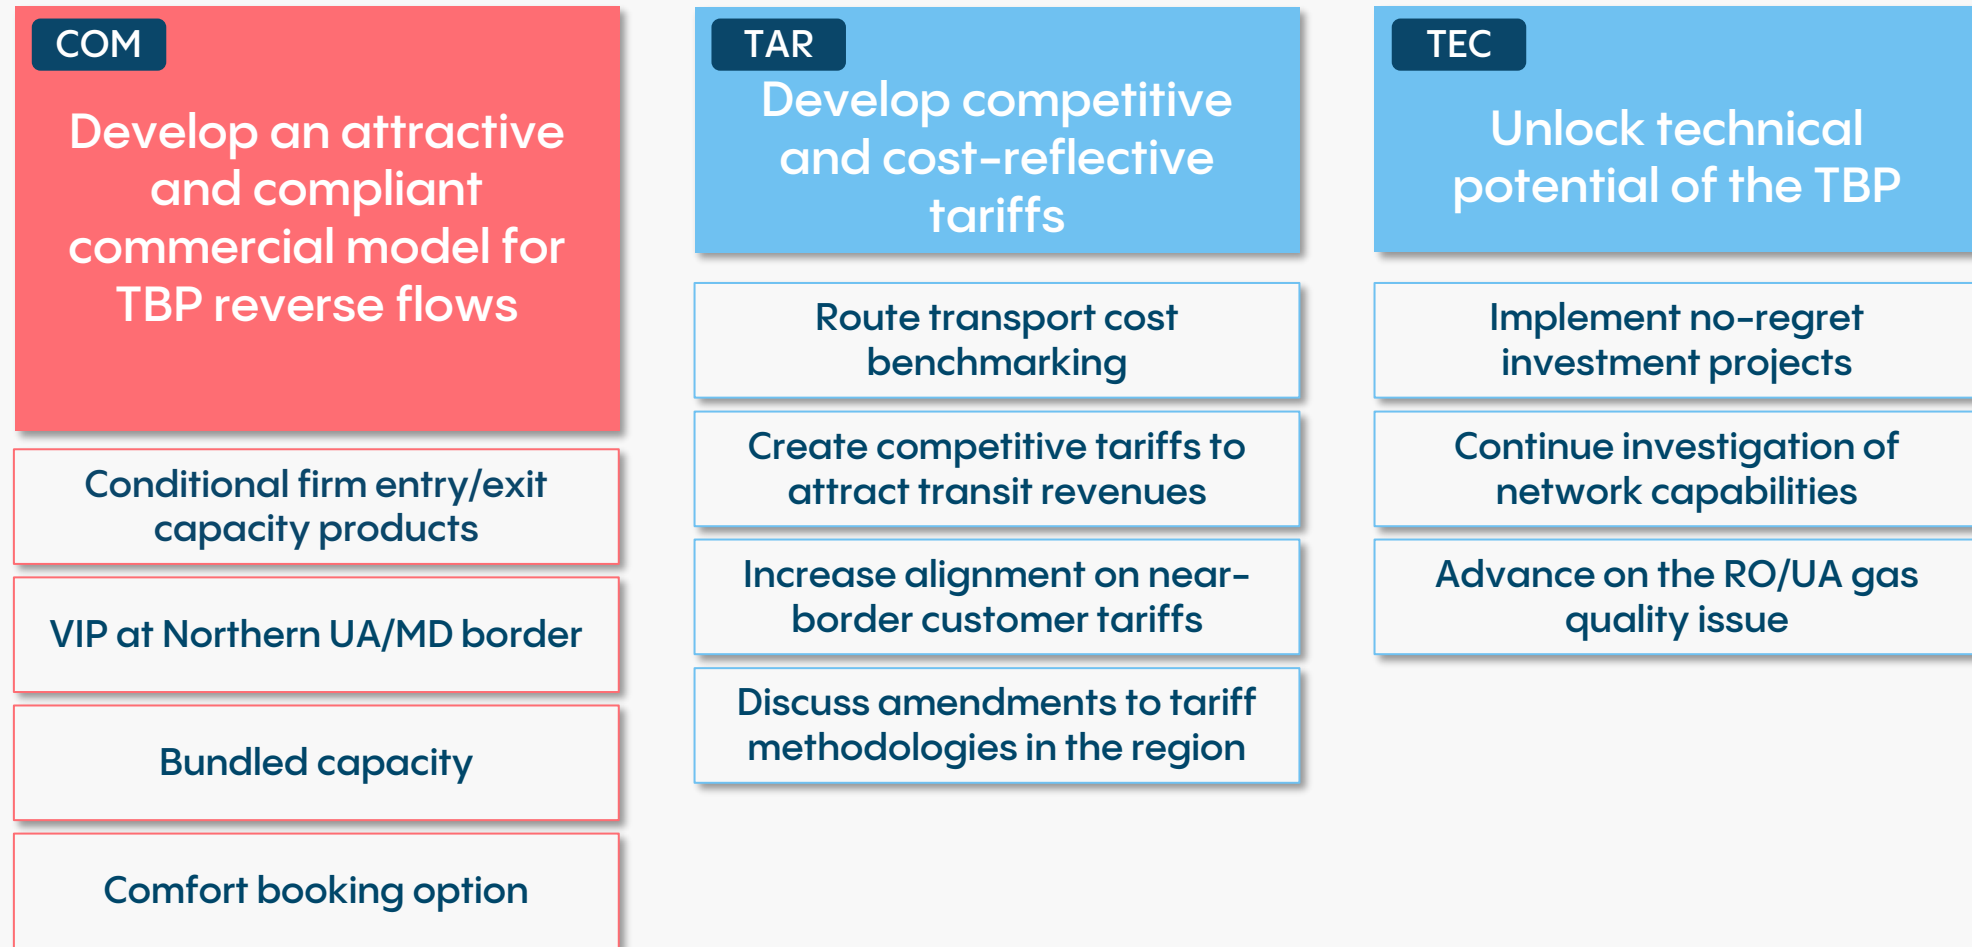 COM
Develop an attractive
and compliant
commercial model for
TBP reverse flows
Conditional firm entry/exit
capacity products
VIP at Northern UA/MD border
Bundled capacity
Comfort booking option
TAR
Develop competitive
and cost-reflective
tariffs
Route transport cost
benchmarking
Create competitive tariffs to
attract transit revenues
Increase alignment on near-
border customer tariffs
Discuss amendments to tariff
methodologies in the region
TEC
Unlock technical
potential of the TBP
Implement no-regret
investment projects
Continue investigation of
network capabilities
Advance on the RO/UA gas
quality issue